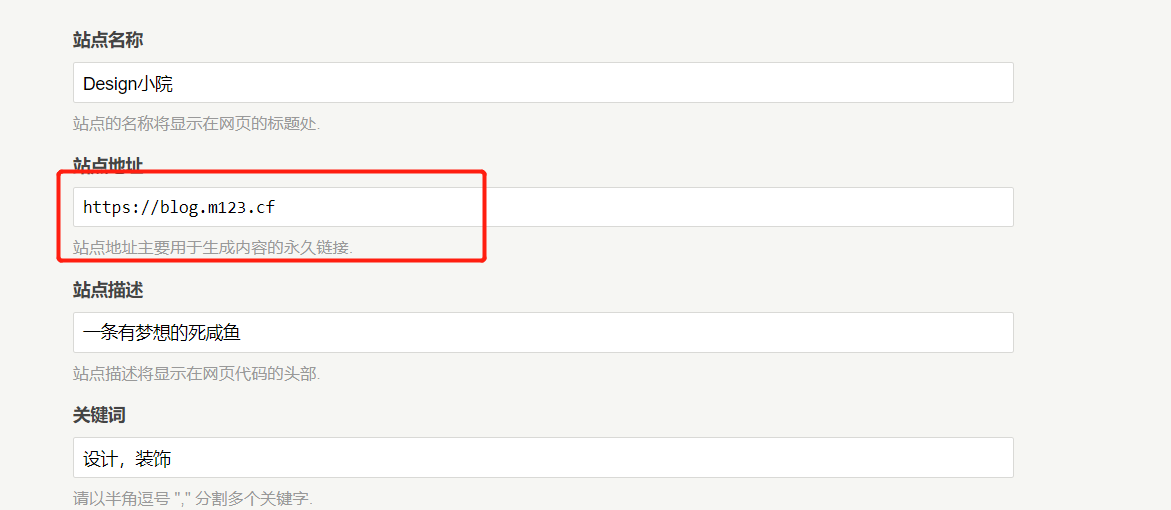 站点名称
Design小院
站点的名称将显示在网页的标题处.
站点地址
https://blog.m123.cf
站点地址主要用于生成内容的永久链接.
站点描述
一条有梦想的死咸鱼
站点描述将显示在网页代码的头部.
关键词
设计，装饰
请以半角逗号 "," 分割多个关键字.